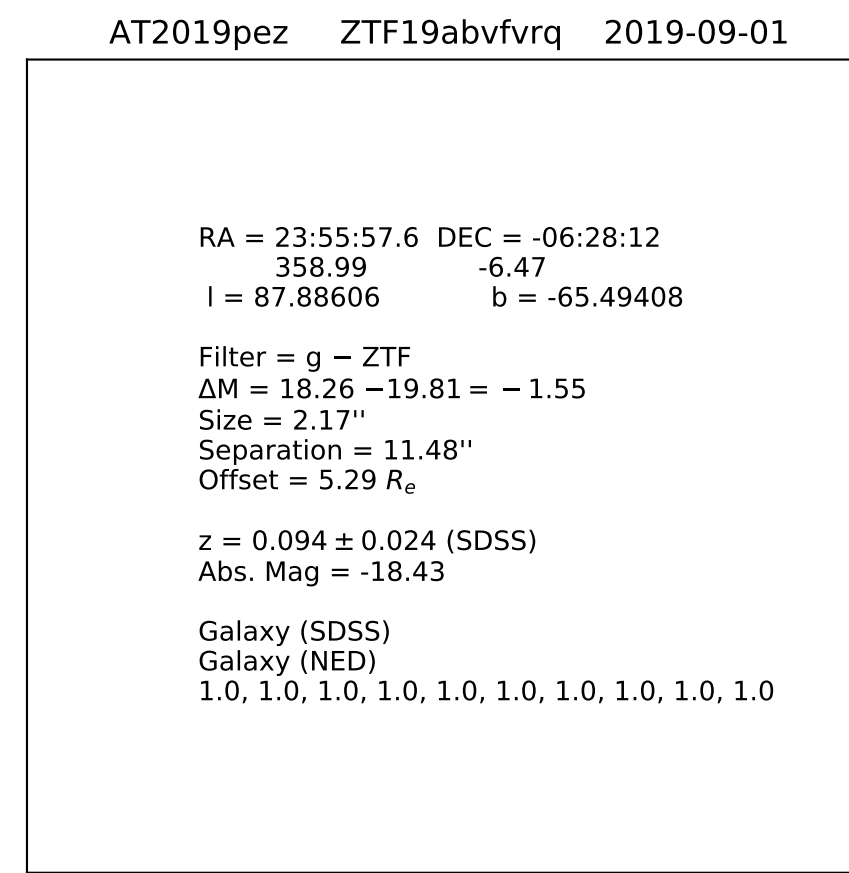 AT2019pez ZTF19abvfvrq 2019-09-01
RA = 23:55:57.6 DEC = -06:28:12
358.99 -6.47
l = 87.88606 b = -65.49408
Filter = g − ZTF
ΔM = 18.26 −19.81 = − 1.55
Size = 2.17''
Separation = 11.48''
Offset = 5.29 Rₑ
z = 0.094 ± 0.024 (SDSS)
Abs. Mag = -18.43
Galaxy (SDSS)
Galaxy (NED)
1.0, 1.0, 1.0, 1.0, 1.0, 1.0, 1.0, 1.0, 1.0, 1.0